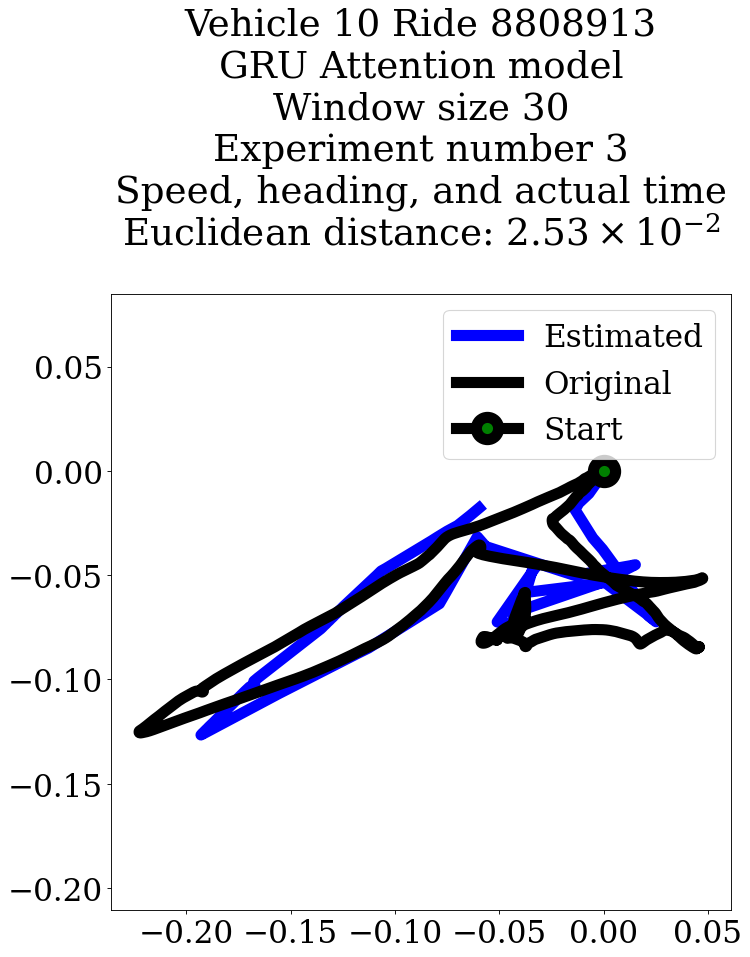 Vehicle 10 Ride 8808913
GRU Attention model
Window size 30
Experiment number 3
Speed, heading, and actual time
Euclidean distance: 2.53 × 10⁻²
Estimated
Original
Start
0.05
0.00
−0.05
−0.10
−0.15
−0.20
−0.20 −0.15 −0.10 −0.05 0.00 0.05